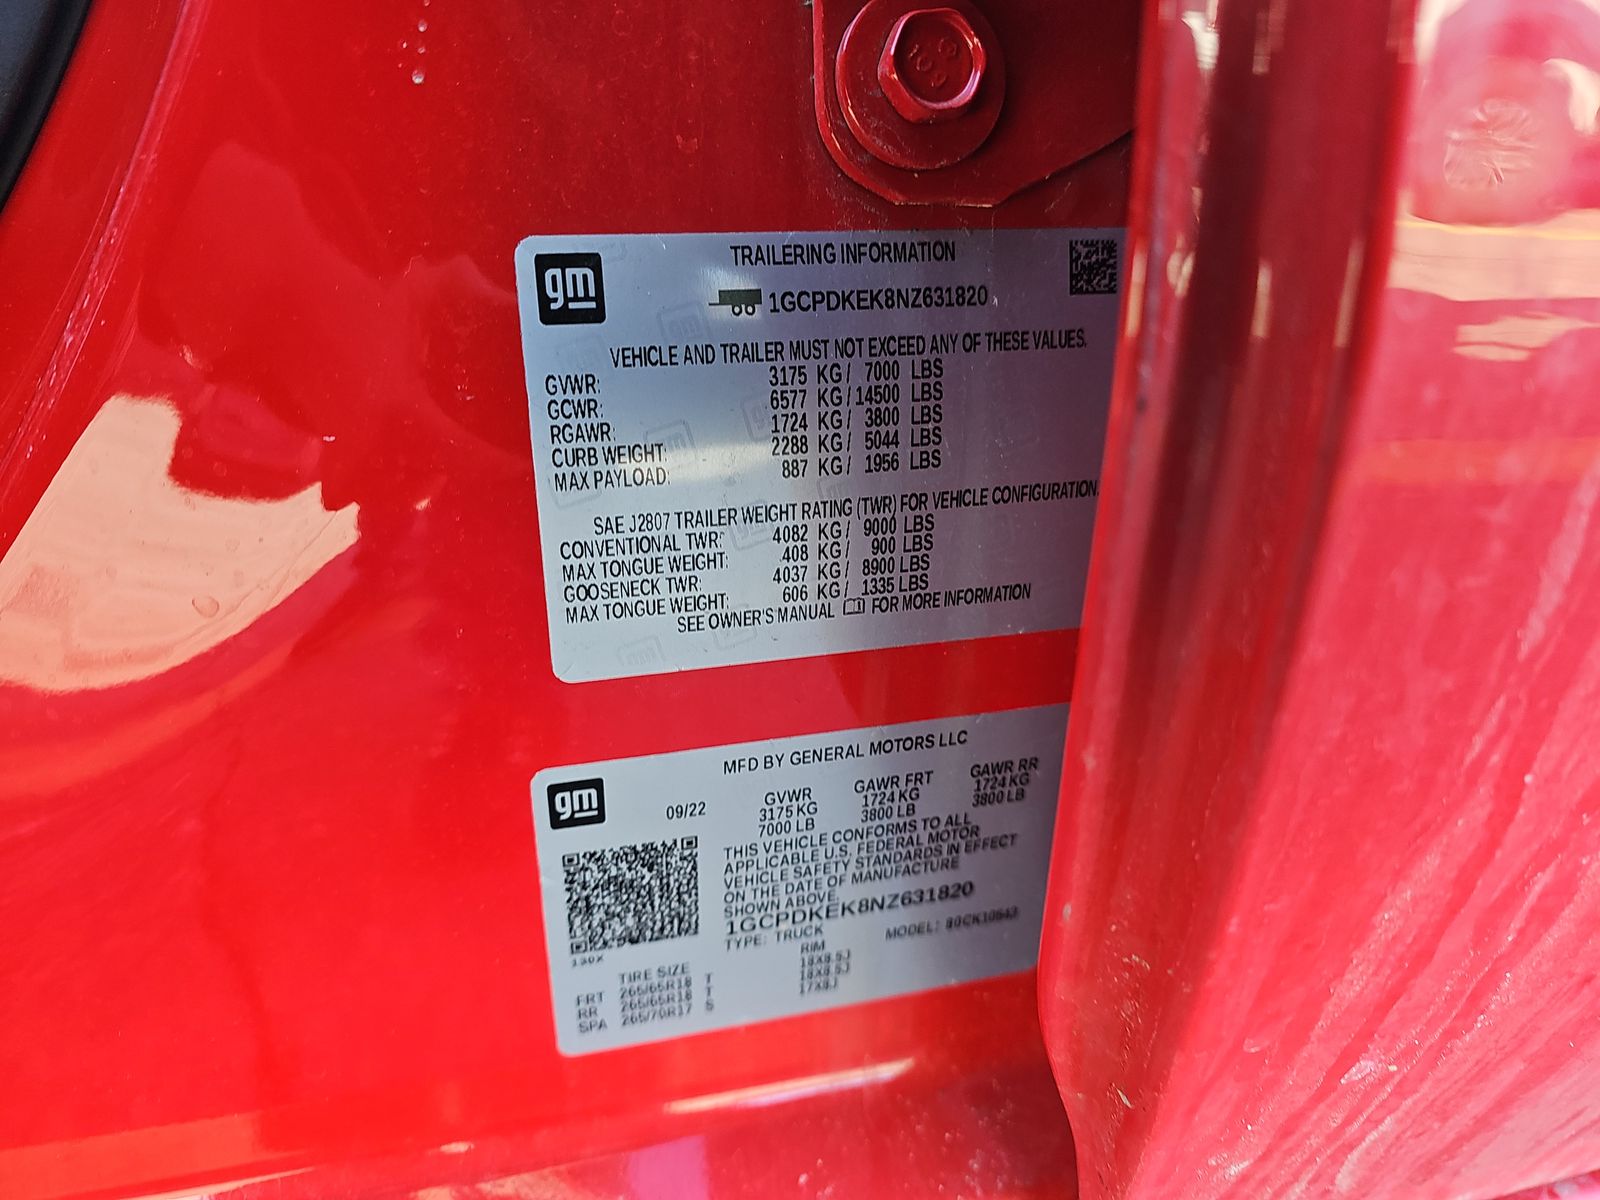 gm
TRAILERING INFORMATION
1GCPDKEK8NZ631820
VEHICLE AND TRAILER MUST NOT EXCEED ANY OF THESE VALUES.
GVWR: 3175 KG/ 7000 LBS
GCWR: 6577 KG/14500 LBS
RGAWR: 1724 KG/ 3800 LBS
CURB WEIGHT: 2288 KG/ 5044 LBS
MAX PAYLOAD: 887 KG/ 1956 LBS
SAE J2807 TRAILER WEIGHT RATING (TWR) FOR VEHICLE CONFIGURATION:
CONVENTIONAL TWR: 4082 KG/ 9000 LBS
MAX TONGUE WEIGHT: 408 KG/ 900 LBS
GOOSENECK TWR: 4037 KG/ 8900 LBS
MAX TONGUE WEIGHT: 606 KG/ 1335 LBS
SEE OWNER'S MANUAL FOR MORE INFORMATION
gm
MFD BY GENERAL MOTORS LLC
09/22 GVWR GAWR FRT GAWR RR
3175 KG 1724 KG 1724 KG
7000 LB 3800 LB 3800 LB
THIS VEHICLE CONFORMS TO ALL
APPLICABLE U.S. FEDERAL MOTOR
VEHICLE SAFETY STANDARDS IN EFFECT
ON THE DATE OF MANUFACTURE
SHOWN ABOVE.
1GCPDKEK8NZ631820
TYPE: TRUCK MODEL:
130X
TIRE SIZE RIM
FRT 265/65R18 T 18X8.5J
RR 265/65R18 T 18X8.5J
SPA 265/70R17 S 17X8J